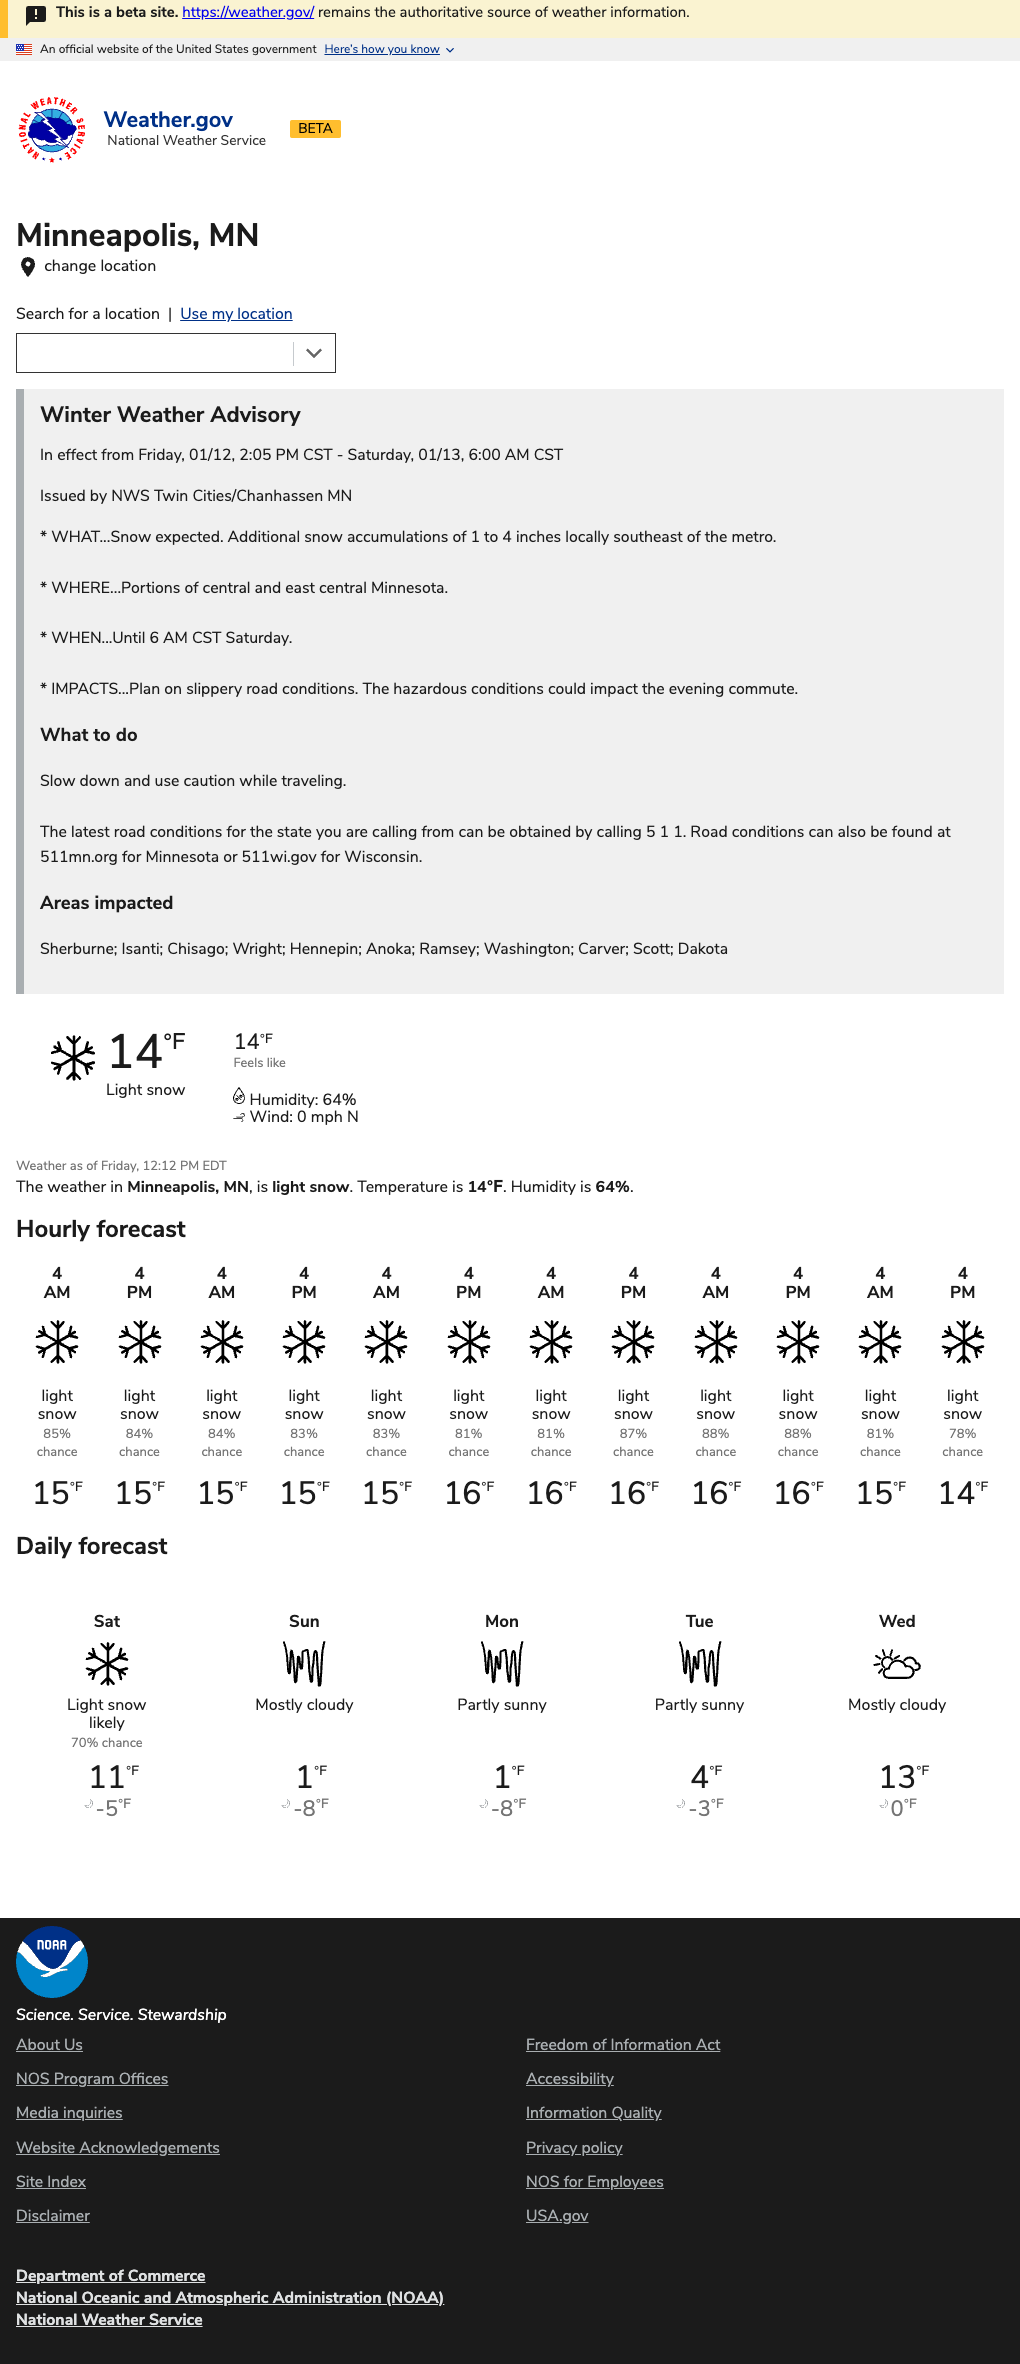 This is a beta site. https://weather.gov/ remains the authoritative source of weather information.
An official website of the United States government Here's how you know
NATIONAL WEATHER SERVICE
Weather.gov
National Weather Service
BETA
Minneapolis, MN
change location
Search for a location | Use my location
Winter Weather Advisory
In effect from Friday, 01/12, 2:05 PM CST - Saturday, 01/13, 6:00 AM CST
Issued by NWS Twin Cities/Chanhassen MN
* WHAT...Snow expected. Additional snow accumulations of 1 to 4 inches locally southeast of the metro.
* WHERE...Portions of central and east central Minnesota.
* WHEN...Until 6 AM CST Saturday.
* IMPACTS...Plan on slippery road conditions. The hazardous conditions could impact the evening commute.
What to do
Slow down and use caution while traveling.
The latest road conditions for the state you are calling from can be obtained by calling 5 1 1. Road conditions can also be found at
511mn.org for Minnesota or 511wi.gov for Wisconsin.
Areas impacted
Sherburne; Isanti; Chisago; Wright; Hennepin; Anoka; Ramsey; Washington; Carver; Scott; Dakota
14°F
Light snow
14°F
Feels like
Humidity: 64%
Wind: 0 mph N
Weather as of Friday, 12:12 PM EDT
The weather in Minneapolis, MN, is light snow. Temperature is 14°F. Humidity is 64%.
Hourly forecast
4 4 4 4 4 4 4 4 4 4 4 4
AM PM AM PM AM PM AM PM AM PM AM PM
light light light light light light light light light light light light
snow snow snow snow snow snow snow snow snow snow snow snow
85% 84% 84% 83% 83% 81% 81% 87% 88% 88% 81% 78%
chance chance chance chance chance chance chance chance chance chance chance chance
15°F 15°F 15°F 15°F 15°F 16°F 16°F 16°F 16°F 16°F 15°F 14°F
Daily forecast
Sat Sun Mon Tue Wed
Light snow Mostly cloudy Partly sunny Partly sunny Mostly cloudy
likely
70% chance
11°F 1°F 1°F 4°F 13°F
-5°F -8°F -8°F -3°F 0°F
NOAA
Science. Service. Stewardship
About Us Freedom of Information Act
NOS Program Offices Accessibility
Media inquiries Information Quality
Website Acknowledgements Privacy policy
Site Index NOS for Employees
Disclaimer USA.gov
Department of Commerce
National Oceanic and Atmospheric Administration (NOAA)
National Weather Service